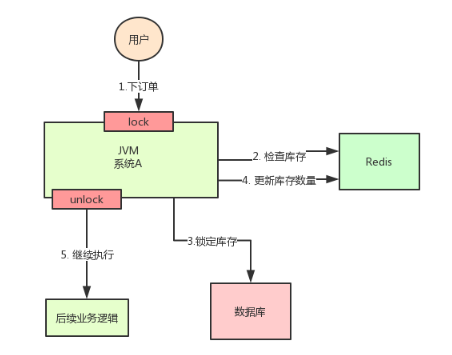 用户
1.下订单
lock
JVM
系统A
2. 检查库存
Redis
4. 更新库存数量
unlock
3.锁定库存
5. 继续执行
后续业务逻辑
数据库